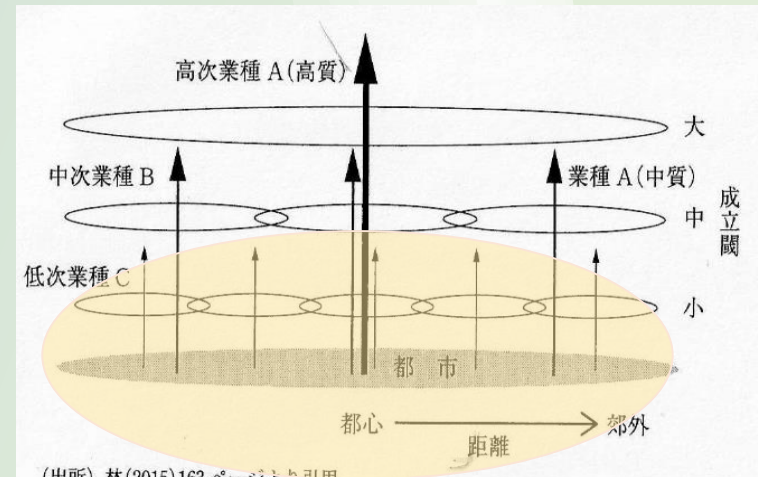 高次業種 A(高質)
大
中次業種 B
業種 A(中質)
成立閾
中
低次業種 C
小
都 市
都心
郊外
距離
(出所) 林(2015)163 ページより引用